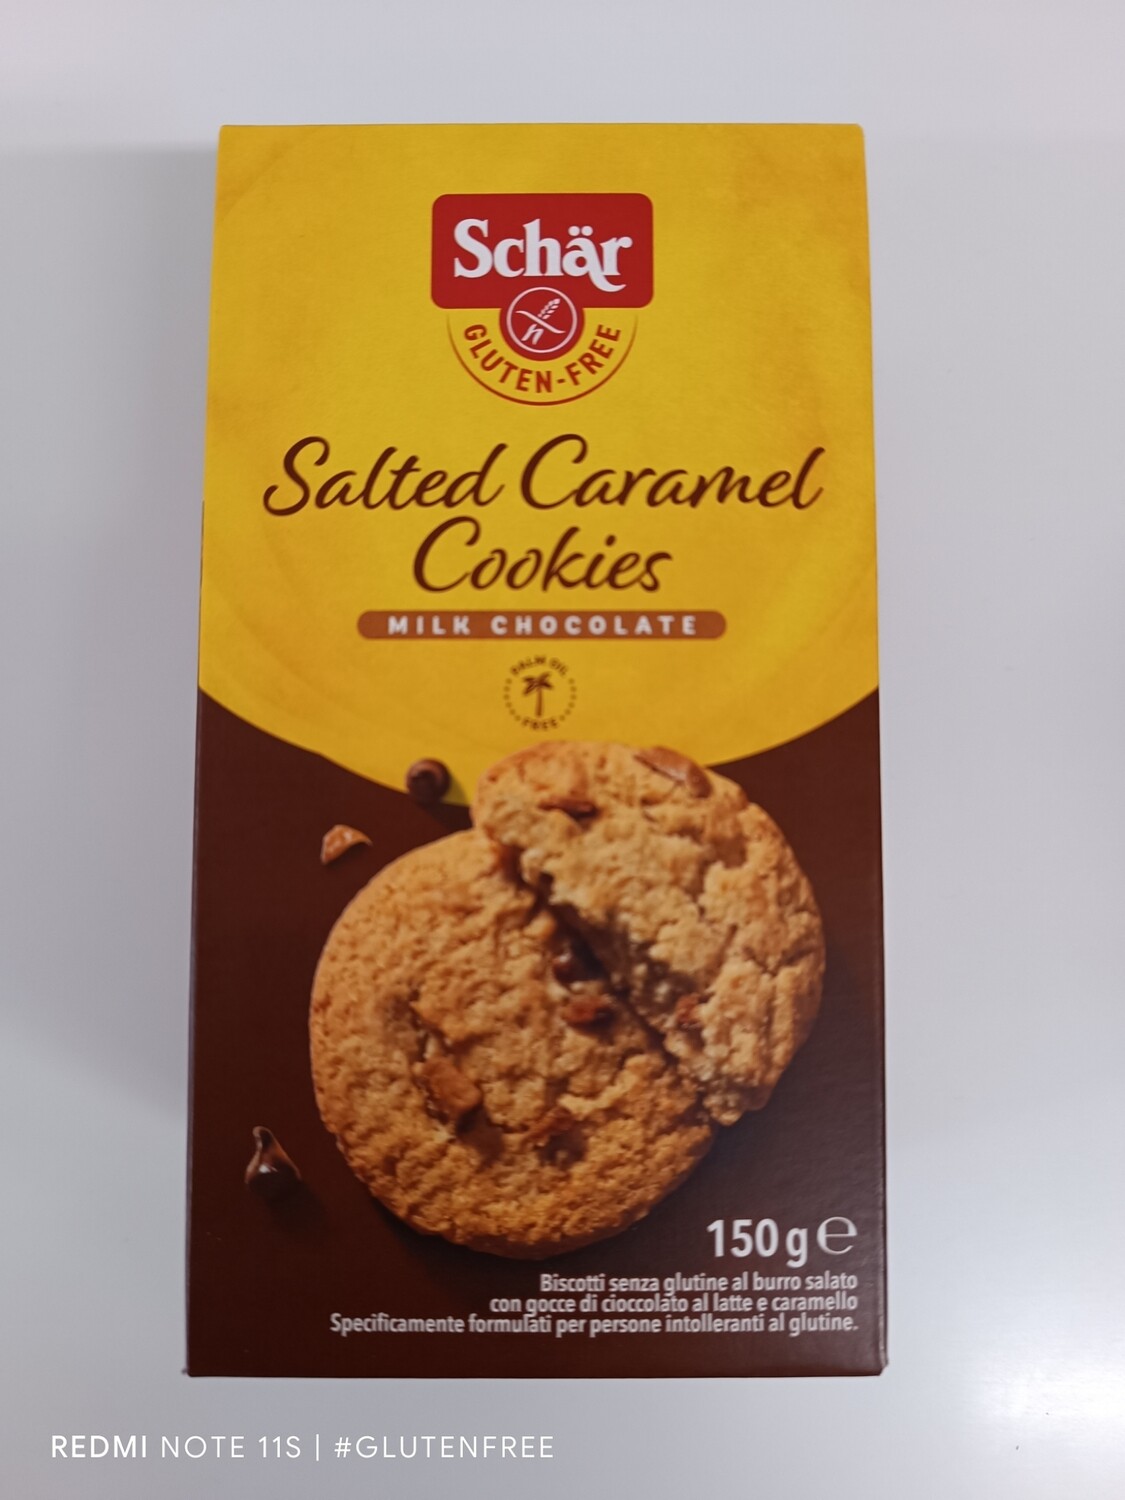 Schär
GLUTEN-FREE
Salted Caramel
Cookies
MILK CHOCOLATE
PALM OIL
FREE
150 g ℮
Biscotti senza glutine al burro salato
con gocce di cioccolato al latte e caramello
Specificamente formulati per persone intolleranti al glutine.
REDMI NOTE 11S | #GLUTENFREE